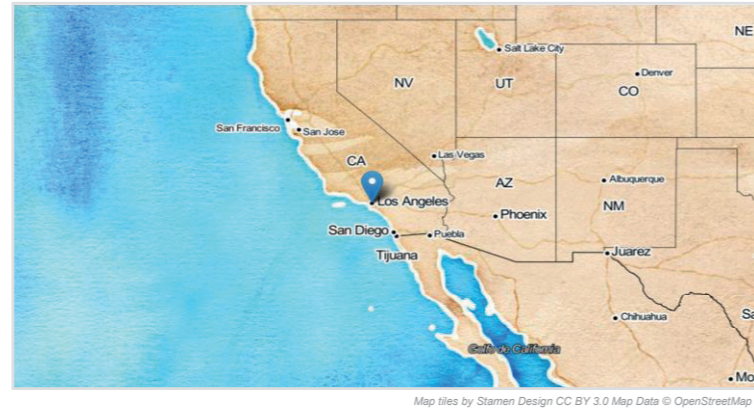 NE
Salt Lake City
Denver
NV
UT
CO
San Francisco
San Jose
Las Vegas
CA
AZ
Albuquerque
Los Angeles
NM
Phoenix
San Diego
Puebla
Tijuana
Juárez
Chihuahua
Sa
Golfo de California
Mo
Map tiles by Stamen Design CC BY 3.0 Map Data © OpenStreetMap